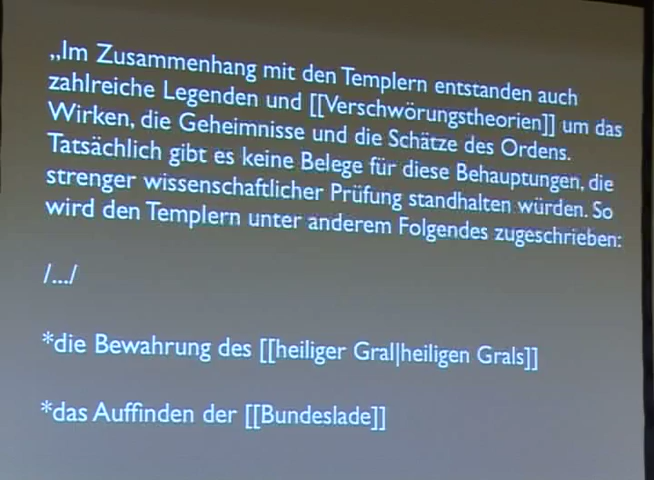 „Im Zusammenhang mit den Templern entstanden auch
zahlreiche Legenden und [[Verschwörungstheorien]] um das
Wirken, die Geheimnisse und die Schätze des Ordens.
Tatsächlich gibt es keine Belege für diese Behauptungen, die
strenger wissenschaftlicher Prüfung standhalten würden. So
wird den Templern unter anderem Folgendes zugeschrieben:
/.../
*die Bewahrung des [[heiliger Gral|heiligen Grals]]
*das Auffinden der [[Bundeslade]]